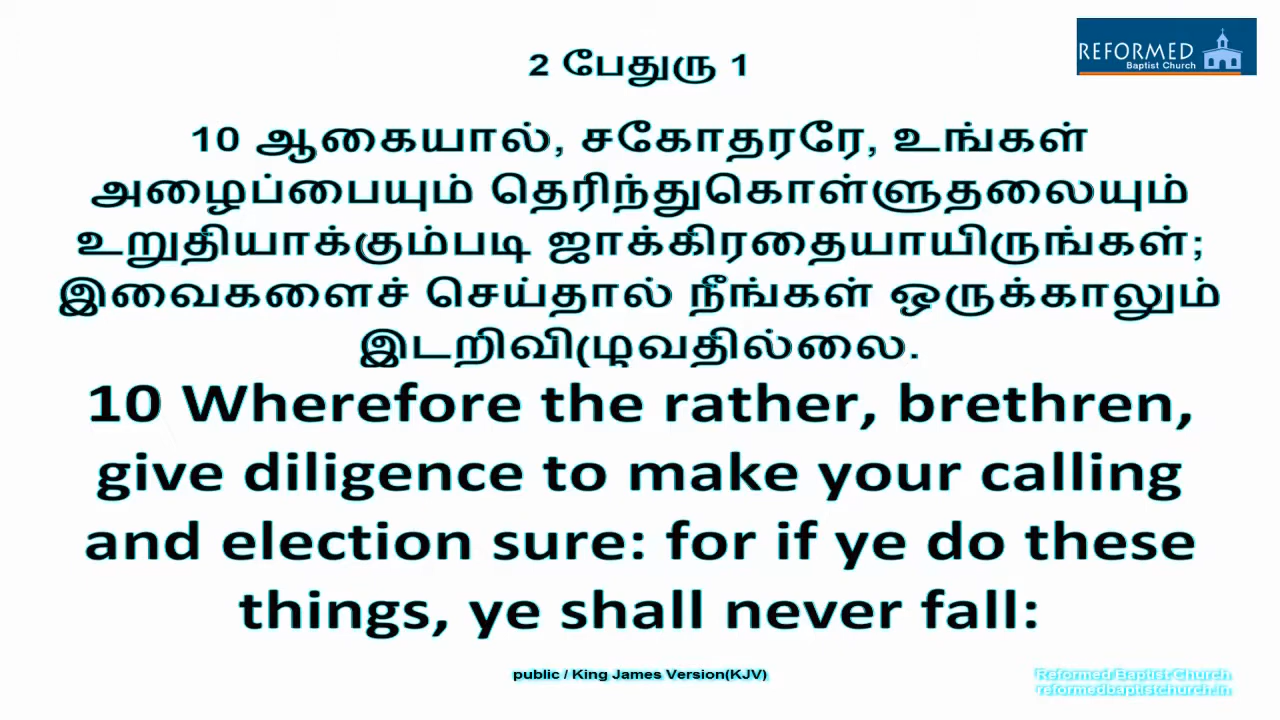 REFORMED
Baptist Church
2 பேதுரு 1
10 ஆகையால், சகோதரரே, உங்கள்
அழைப்பையும் தெரிந்துகொள்ளுதலையும்
உறுதியாக்கும்படி ஜாக்கிரதையாயிருங்கள்;
இவைகளைச் செய்தால் நீங்கள் ஒருக்காலும்
இடறிவிழுவதில்லை.
10 Wherefore the rather, brethren,
give diligence to make your calling
and election sure: for if ye do these
things, ye shall never fall:
public / King James Version(KJV)
Reformed Baptist Church
reformedbaptistchurch.in